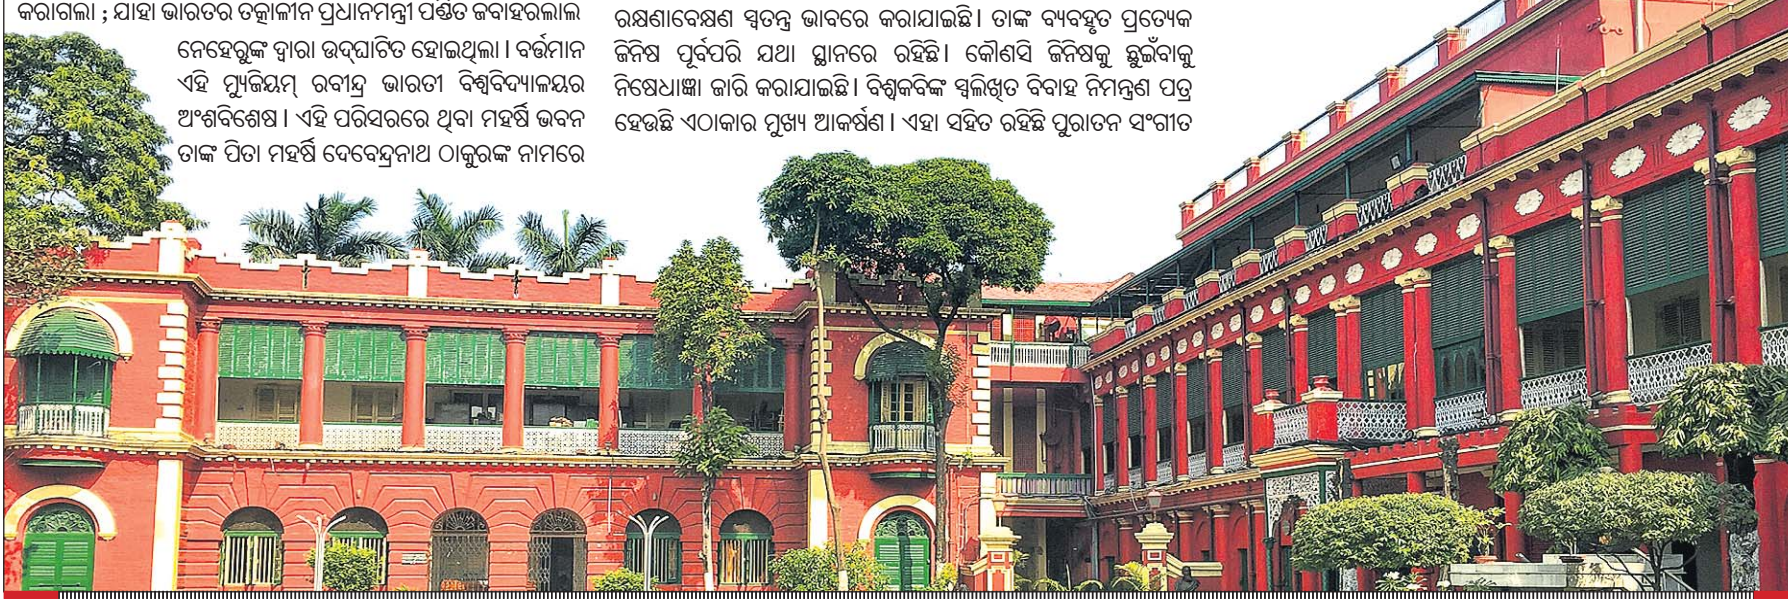 କରାଗଲା ; ଯାହା ଭାରତର ତତ୍କାଳୀନ ପ୍ରଧାନମନ୍ତ୍ରୀ ପଣ୍ଡିତ ଜବାହରଲାଲ
ନେହେରୁଙ୍କ ଦ୍ୱାରା ଉଦ୍‌ଘାଟିତ ହୋଇଥିଲା । ବର୍ତ୍ତମାନ
ଏହି ମ୍ୟୁଜିୟମ୍ ରବୀନ୍ଦ୍ର ଭାରତୀ ବିଶ୍ୱବିଦ୍ୟାଳୟର
ଅଂଶବିଶେଷ । ଏହି ପରିସରରେ ଥିବା ମହର୍ଷି ଭବନ
ତାଙ୍କ ପିତା ମହର୍ଷି ଦେବେନ୍ଦ୍ରନାଥ ଠାକୁରଙ୍କ ନାମରେ
ରକ୍ଷଣାବେକ୍ଷଣ ସ୍ୱତନ୍ତ୍ର ଭାବରେ କରାଯାଇଛି । ତାଙ୍କ ବ୍ୟବହୃତ ପ୍ରତ୍ୟେକ
ଜିନିଷ ପୂର୍ବପରି ଯଥା ସ୍ଥାନରେ ରହିଛି । କୌଣସି ଜିନିଷକୁ ଛୁଇଁବାକୁ
ନିଷେଧାଜ୍ଞା ଜାରି କରାଯାଇଛି । ବିଶ୍ୱକବିଙ୍କ ସ୍ୱଲିଖିତ ବିବାହ ନିମନ୍ତ୍ରଣ ପତ୍ର
ହେଉଛି ଏଠାକାର ମୁଖ୍ୟ ଆକର୍ଷଣ । ଏହା ସହିତ ରହିଛି ପୁରାତନ ସଂଗୀତ